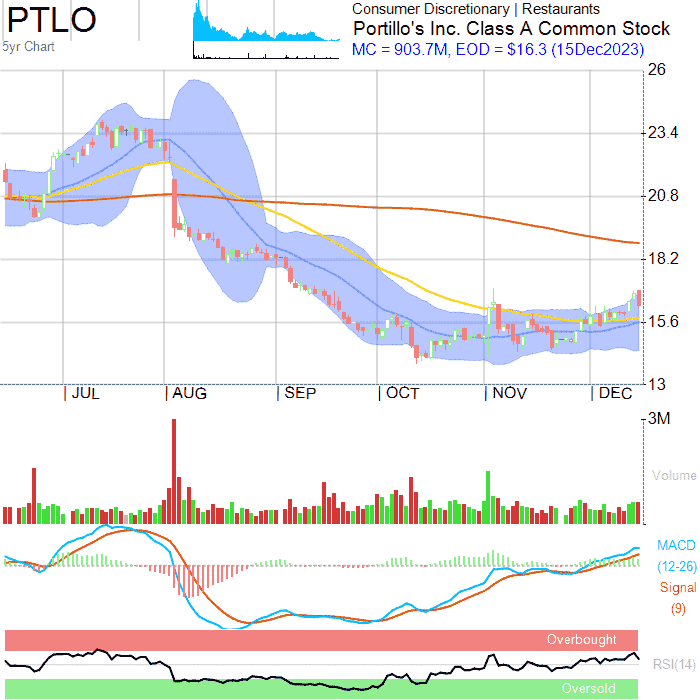 PTLO
5yr Chart
Consumer Discretionary | Restaurants
Portillo's Inc. Class A Common Stock
MC = 903.7M, EOD = $16.3 (15Dec2023)
26
23.4
20.8
18.2
15.6
13
| JUL | AUG | SEP | OCT | NOV | DEC
3M
Volume
MACD
(12-26)
Signal
(9)
Overbought
RSI(14)
Oversold